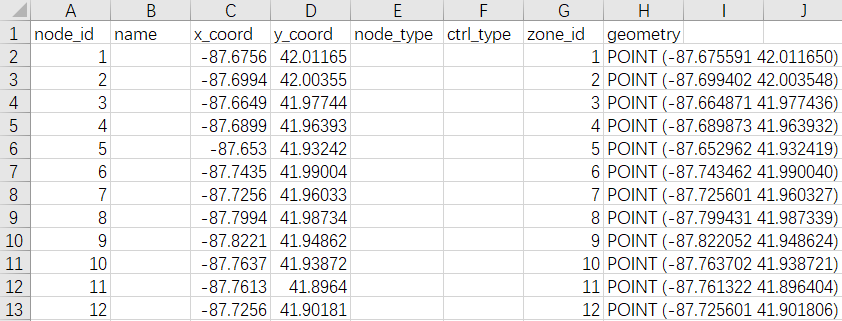 A B C D E F G H I J
1 node_id name x_coord y_coord node_type ctrl_type zone_id geometry
2 1 -87.6756 42.01165 1 POINT (-87.675591 42.011650)
3 2 -87.6994 42.00355 2 POINT (-87.699402 42.003548)
4 3 -87.6649 41.97744 3 POINT (-87.664871 41.977436)
5 4 -87.6899 41.96393 4 POINT (-87.689873 41.963932)
6 5 -87.653 41.93242 5 POINT (-87.652962 41.932419)
7 6 -87.7435 41.99004 6 POINT (-87.743462 41.990040)
8 7 -87.7256 41.96033 7 POINT (-87.725601 41.960327)
9 8 -87.7994 41.98734 8 POINT (-87.799431 41.987339)
10 9 -87.8221 41.94862 9 POINT (-87.822052 41.948624)
11 10 -87.7637 41.93872 10 POINT (-87.763702 41.938721)
12 11 -87.7613 41.8964 11 POINT (-87.761322 41.896404)
13 12 -87.7256 41.90181 12 POINT (-87.725601 41.901806)